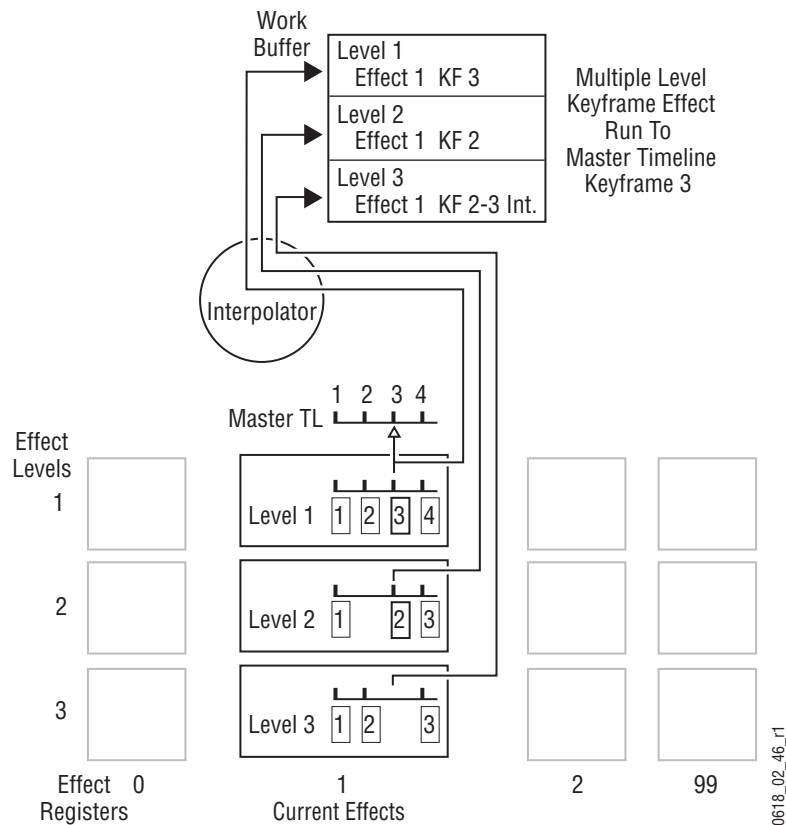 Work
Buffer
Level 1
Effect 1 KF 3
Level 2
Effect 1 KF 2
Level 3
Effect 1 KF 2-3 Int.
Multiple Level
Keyframe Effect
Run To
Master Timeline
Keyframe 3
Interpolator
1 2 3 4
Master TL
Effect
Levels
1
Level 1 1 2 3 4
2
Level 2 1 2 3
3
Level 3 1 2 3
Effect
Registers
0
1
Current Effects
2
99
0618_02_46_r1